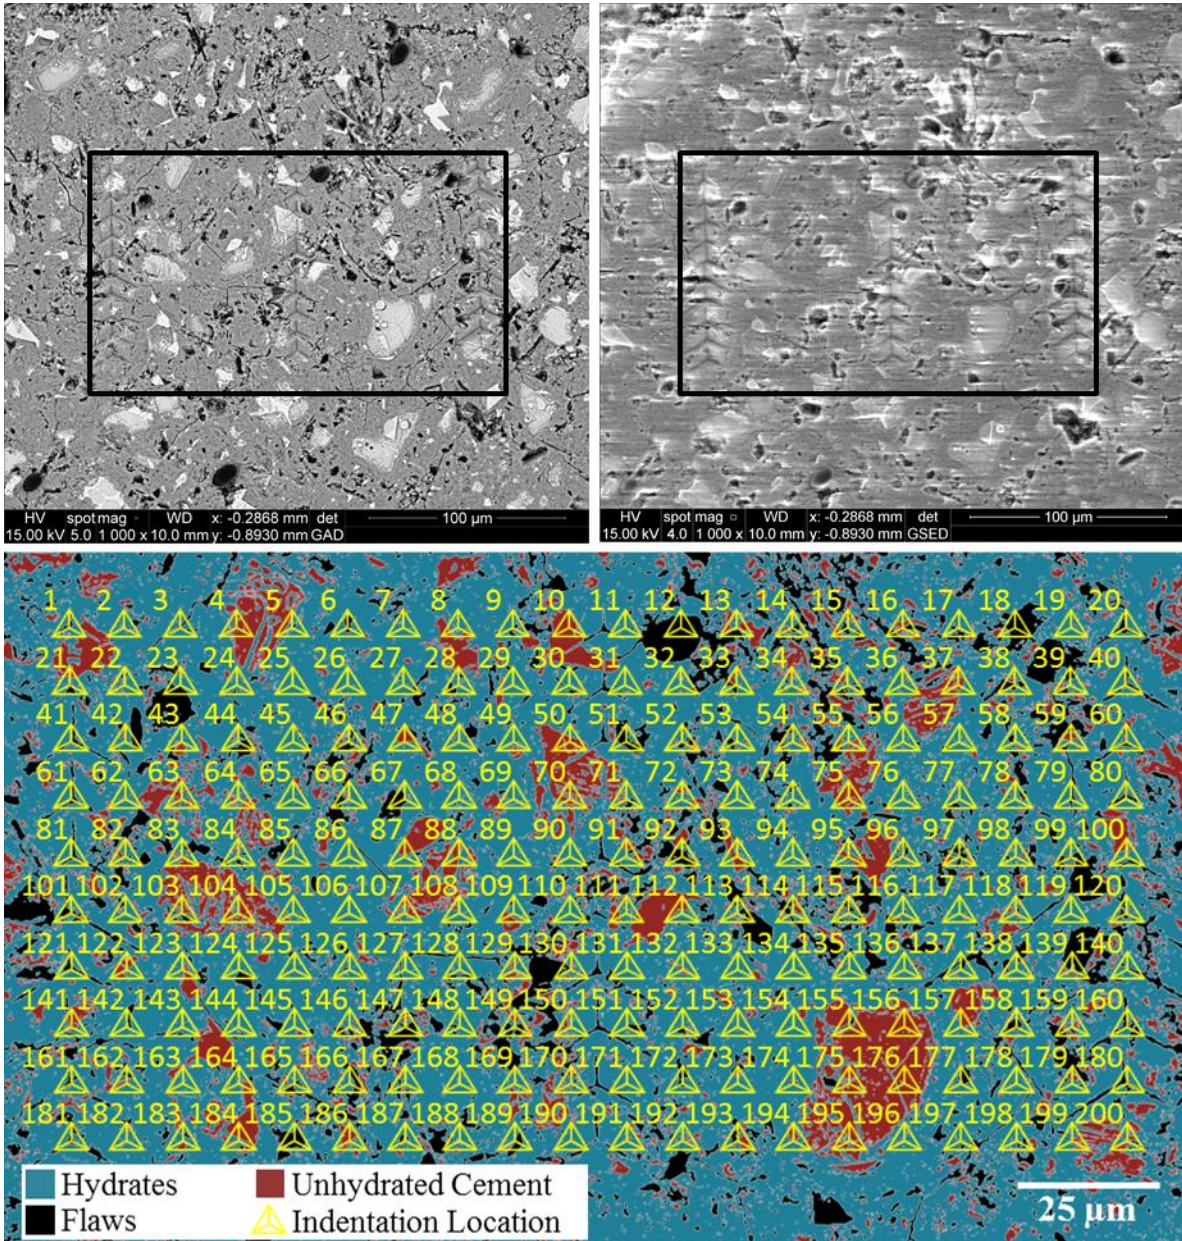 HV spot mag WD x: -0.2868 mm det 100 µm
15.00 kV 5.0 1 000 x 10.0 mm y: -0.8930 mm GAD
HV spot mag WD x: -0.2868 mm det 100 µm
15.00 kV 4.0 1 000 x 10.0 mm y: -0.8930 mm GSED
1 2 3 4 5 6 7 8 9 10 11 12 13 14 15 16 17 18 19 20
21 22 23 24 25 26 27 28 29 30 31 32 33 34 35 36 37 38 39 40
41 42 43 44 45 46 47 48 49 50 51 52 53 54 55 56 57 58 59 60
61 62 63 64 65 66 67 68 69 70 71 72 73 74 75 76 77 78 79 80
81 82 83 84 85 86 87 88 89 90 91 92 93 94 95 96 97 98 99 100
101 102 103 104 105 106 107 108 109 110 111 112 113 114 115 116 117 118 119 120
121 122 123 124 125 126 127 128 129 130 131 132 133 134 135 136 137 138 139 140
141 142 143 144 145 146 147 148 149 150 151 152 153 154 155 156 157 158 159 160
161 162 163 164 165 166 167 168 169 170 171 172 173 174 175 176 177 178 179 180
181 182 183 184 185 186 187 188 189 190 191 192 193 194 195 196 197 198 199 200
Hydrates Unhydrated Cement
Flaws Indentation Location
25 µm